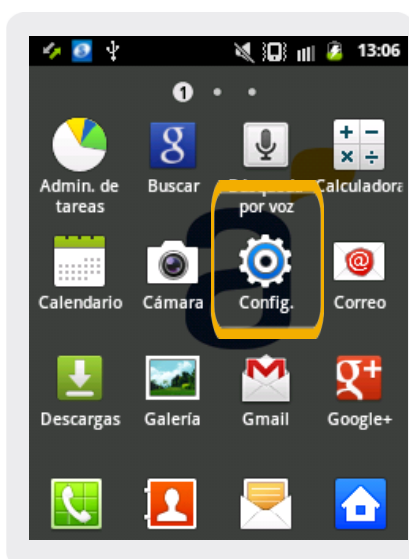 13:06
1
Admin. de tareas
Buscar
por voz
Calculadora
Calendario
Cámara
Config.
Correo
Descargas
Galería
Gmail
Google+